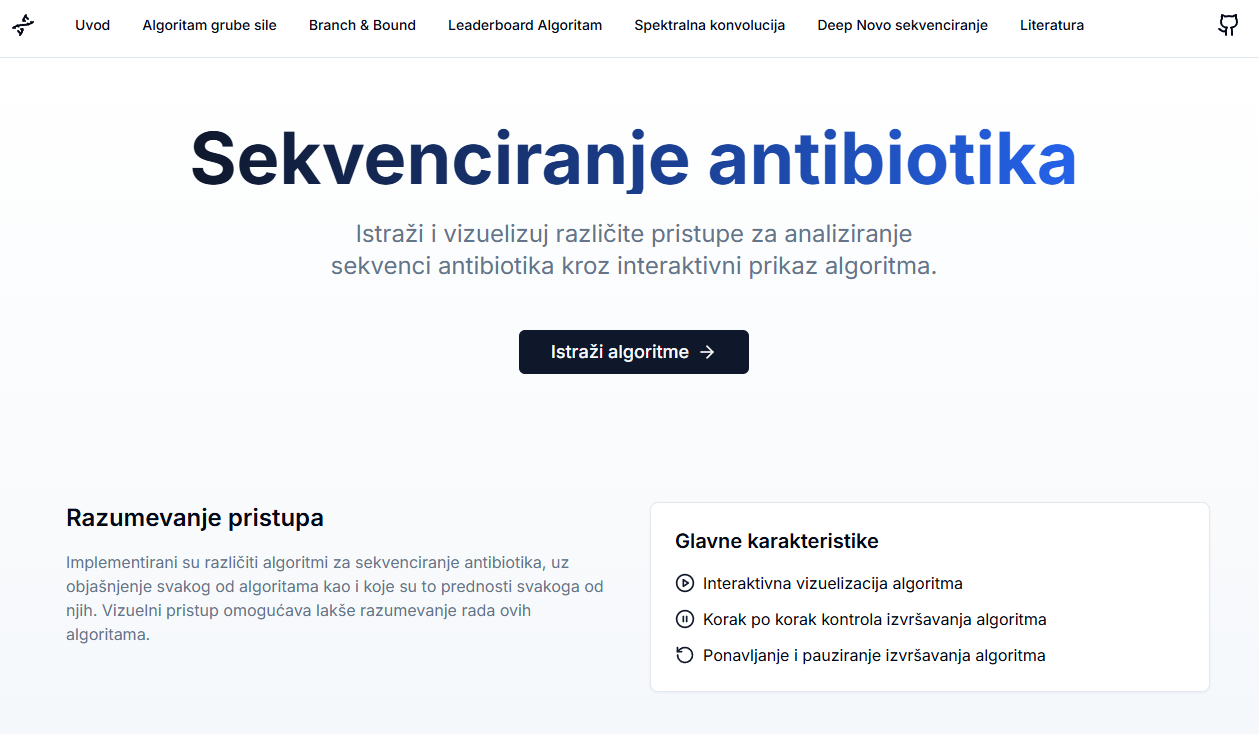 Uvod
Algoritam grube sile
Branch & Bound
Leaderboard Algoritam
Spektralna konvolucija
Deep Novo sekvenciranje
Literatura
Sekvenciranje antibiotika
Istraži i vizuelizuj različite pristupe za analiziranje
sekvenci antibiotika kroz interaktivni prikaz algoritma.
Istraži algoritme
Razumevanje pristupa
Implementirani su različiti algoritmi za sekvenciranje antibiotika, uz
objašnjenje svakog od algoritama kao i koje su to prednosti svakoga od
njih. Vizuelni pristup omogućava lakše razumevanje rada ovih
algoritama.
Glavne karakteristike
Interaktivna vizuelizacija algoritma
Korak po korak kontrola izvršavanja algoritma
Ponavljanje i pauziranje izvršavanja algoritma